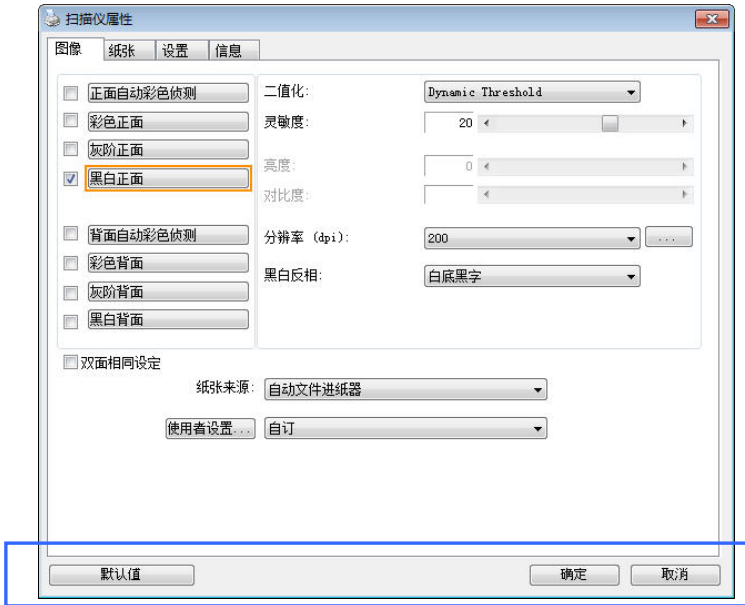 扫描仪属性
图像 纸张 设置 信息
正面自动彩色侦测 二值化: Dynamic Threshold
彩色正面 灵敏度: 20
灰阶正面
亮度: 0
黑白正面
对比度:
背面自动彩色侦测 分辨率 (dpi): 200 ...
彩色背面
黑白反相: 白底黑字
灰阶背面
黑白背面
双面相同设定
纸张来源: 自动文件进纸器
使用者设置... 自订
默认值 确定 取消